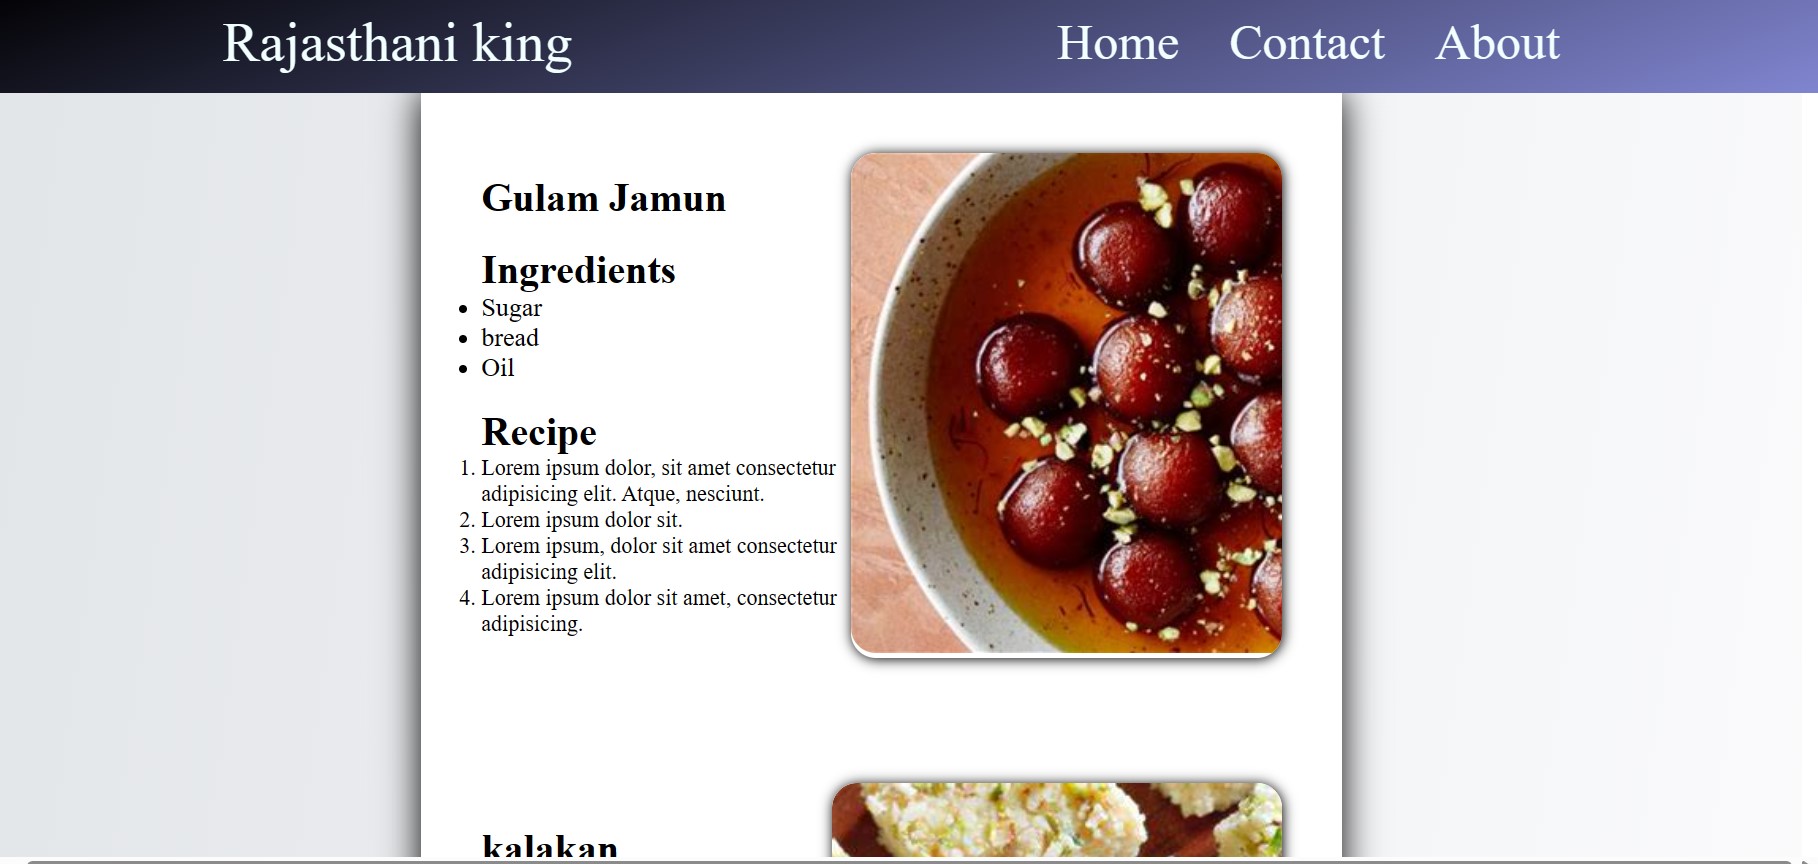 Rajasthani king
Home Contact About
Gulam Jamun
Ingredients
Sugar
bread
Oil
Recipe
1. Lorem ipsum dolor, sit amet consectetur
adipisicing elit. Atque, nesciunt.
2. Lorem ipsum dolor sit.
3. Lorem ipsum, dolor sit amet consectetur
adipisicing elit.
4. Lorem ipsum dolor sit amet, consectetur
adipisicing.
kalakan